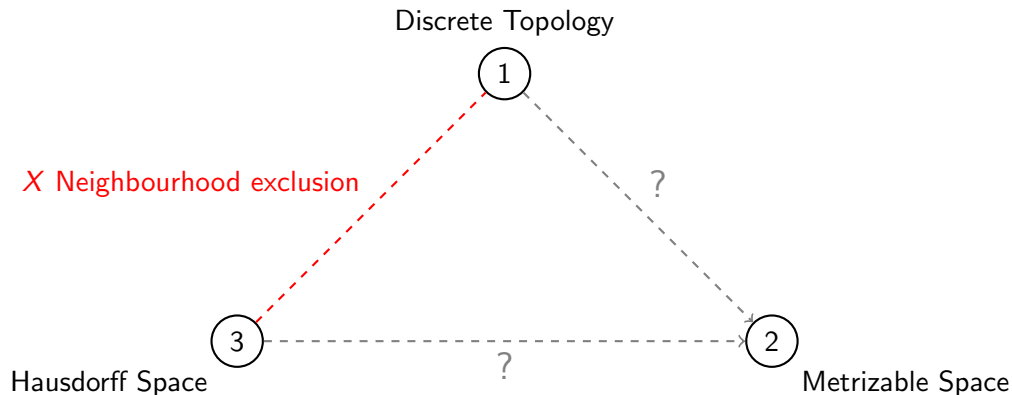 Discrete Topology
1
X Neighbourhood exclusion
?
3
2
?
Hausdorff Space
Metrizable Space